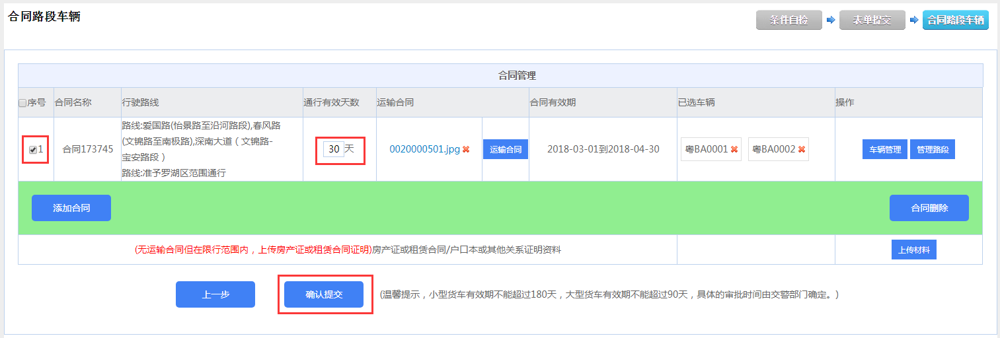 合同路段车辆
条件自检
表单提交
合同路段车辆
合同管理
序号
合同名称
行驶路线
通行有效天数
运输合同
合同有效期
已选车辆
操作
1
合同173745
路线:爱国路(怡景路至沿河路段),春风路
(文锦路至南极路),深南大道（文锦路-
宝安路段）
路线:准予罗湖区范围通行
30天
0020000501.jpg
运输合同
2018-03-01到2018-04-30
粤BA0001
粤BA0002
车辆管理
管理路段
添加合同
合同删除
(无运输合同但在限行范围内，上传房产证或租赁合同证明)房产证或租赁合同/户口本或其他关系证明资料
上传材料
上一步
确认提交
(温馨提示，小型货车有效期不能超过180天，大型货车有效期不能超过90天，具体的审批时间由交警部门确定。)